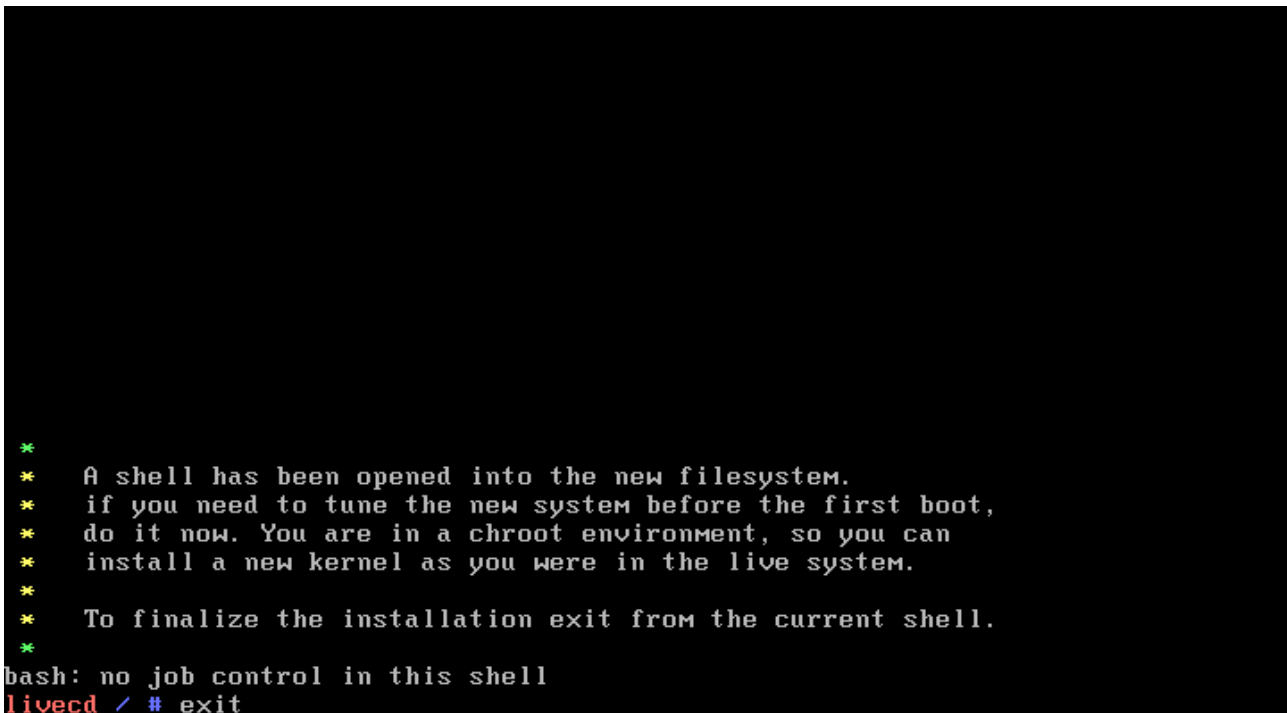 *
* A shell has been opened into the new filesystem.
* if you need to tune the new system before the first boot,
* do it now. You are in a chroot environment, so you can
* install a new kernel as you were in the live system.
*
* To finalize the installation exit from the current shell.
*
bash: no job control in this shell
livecd / # exit